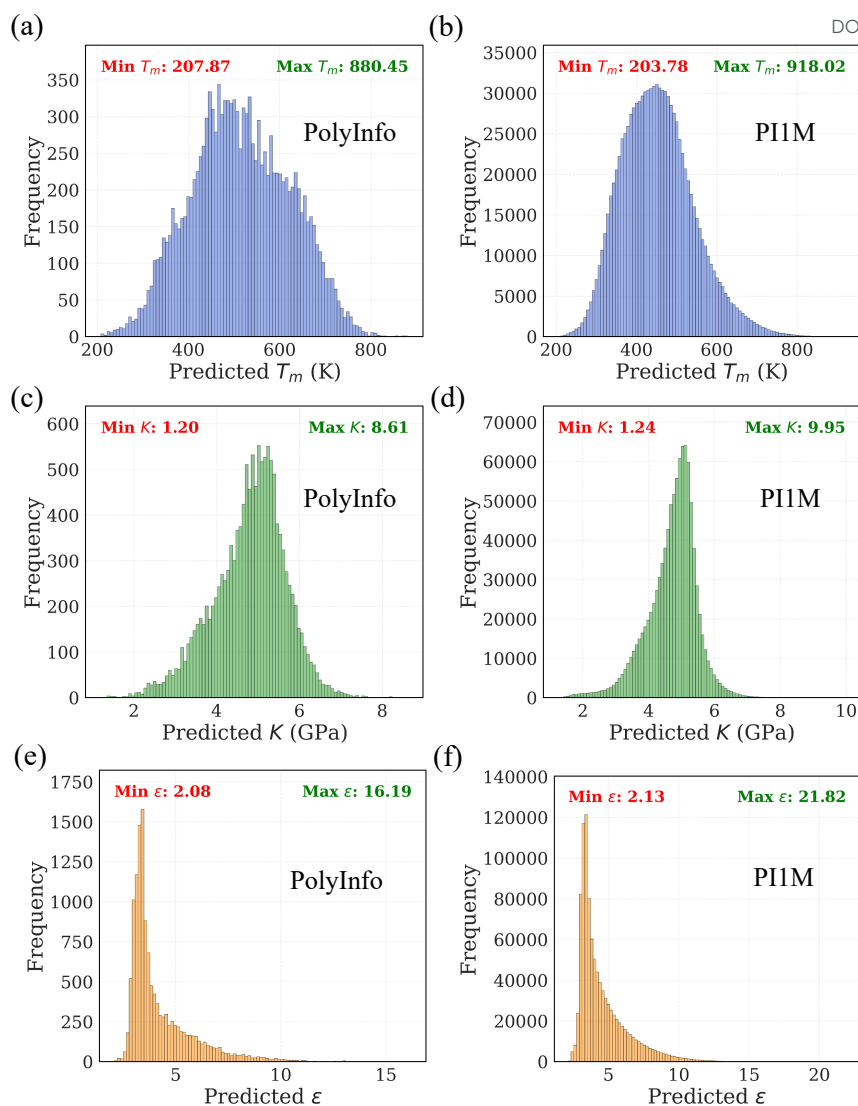 (a)
(b)
DO
Min Tₘ: 207.87
Max Tₘ: 880.45
PolyInfo
Frequency
350
300
250
200
150
100
50
0
200
400
600
800
Predicted Tₘ (K)
Min Tₘ: 203.78
Max Tₘ: 918.02
PI1M
Frequency
35000
30000
25000
20000
15000
10000
5000
0
200
400
600
800
Predicted Tₘ (K)
(c)
(d)
Min K: 1.20
Max K: 8.61
PolyInfo
Frequency
600
500
400
300
200
100
0
2
4
6
8
Predicted K (GPa)
Min K: 1.24
Max K: 9.95
PI1M
Frequency
70000
60000
50000
40000
30000
20000
10000
0
2
4
6
8
10
Predicted K (GPa)
(e)
(f)
Min ε: 2.08
Max ε: 16.19
PolyInfo
Frequency
1750
1500
1250
1000
750
500
250
0
5
10
15
Predicted ε
Min ε: 2.13
Max ε: 21.82
PI1M
Frequency
140000
120000
100000
80000
60000
40000
20000
0
5
10
15
20
Predicted ε